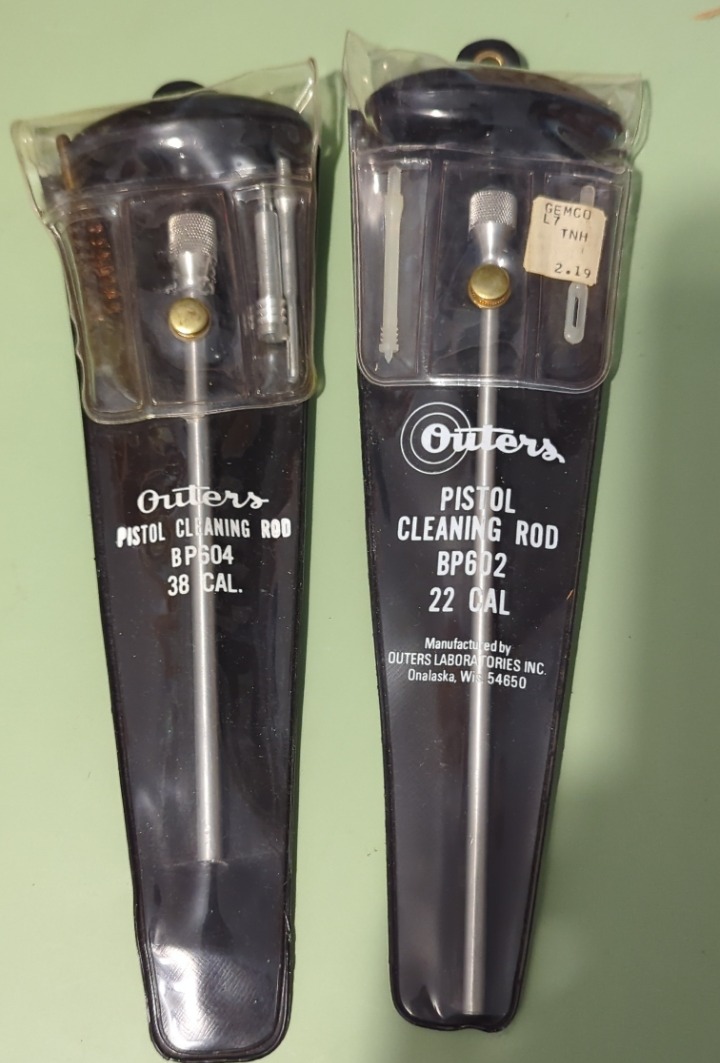 Outers
PISTOL CLEANING ROD
BP604
38 CAL.
GEMCO
L7
TNH
2.19
Outers
PISTOL
CLEANING ROD
BP602
22 CAL
Manufactured by
OUTERS LABORATORIES INC.
Onalaska, Wis. 54650